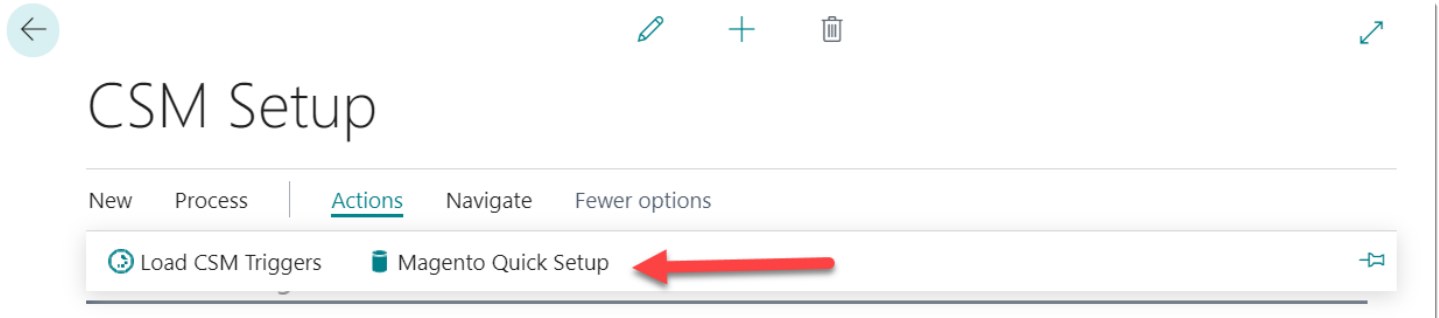 CSM Setup
New Process Actions Navigate Fewer options
Load CSM Triggers Magento Quick Setup